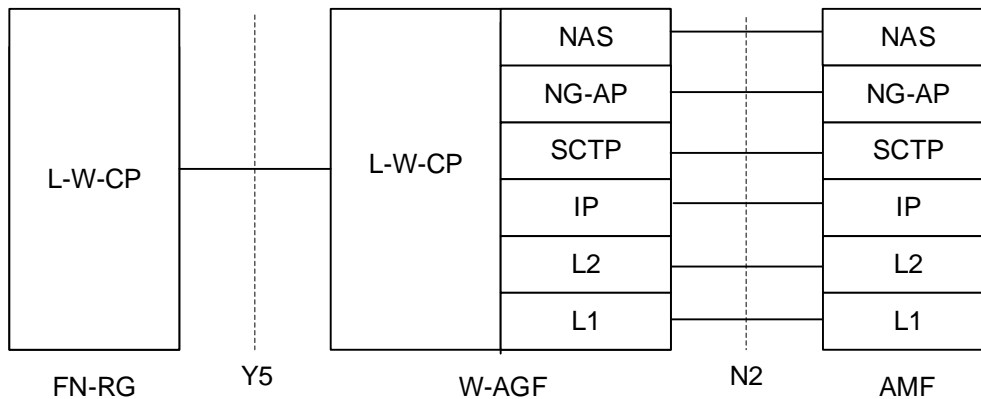 NAS
NAS
NG-AP
NG-AP
L-W-CP
L-W-CP
SCTP
SCTP
IP
IP
L2
L2
L1
L1
FN-RG
Y5
W-AGF
N2
AMF